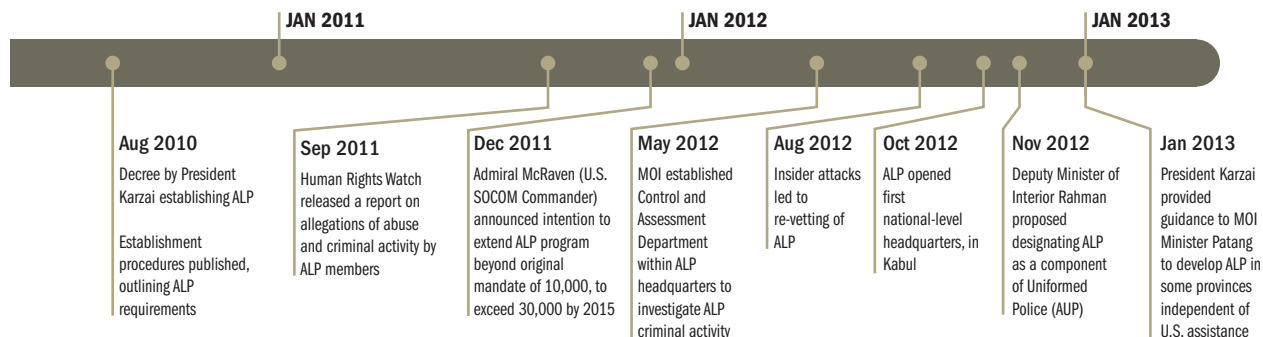 JAN 2011
JAN 2012
JAN 2013
Aug 2010
Decree by President
Karzai establishing ALP
Establishment
procedures published,
outlining ALP
requirements
Sep 2011
Human Rights Watch
released a report on
allegations of abuse
and criminal activity by
ALP members
Dec 2011
Admiral McRaven (U.S.
SOCOM Commander)
announced intention to
extend ALP program
beyond original
mandate of 10,000, to
exceed 30,000 by 2015
May 2012
MOI established
Control and
Assessment
Department
within ALP
headquarters to
investigate ALP
criminal activity
Aug 2012
Insider attacks
led to
re-vetting of
ALP
Oct 2012
ALP opened
first
national-level
headquarters, in
Kabul
Nov 2012
Deputy Minister of
Interior Rahman
proposed
designating ALP
as a component
of Uniformed
Police (AUP)
Jan 2013
President Karzai
provided
guidance to MOI
Minister Patang
to develop ALP in
some provinces
independent of
U.S. assistance